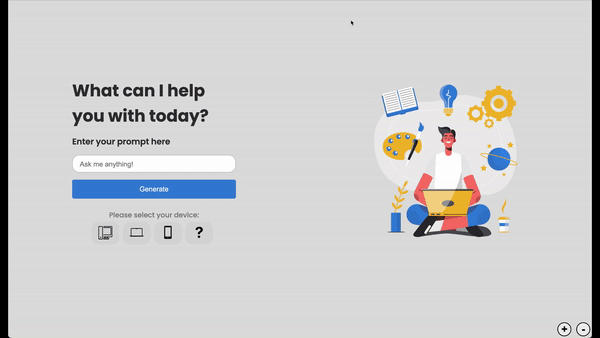 What can I help
you with today?
Enter your prompt here
Ask me anything!
Generate
Please select your device:
?
+ -